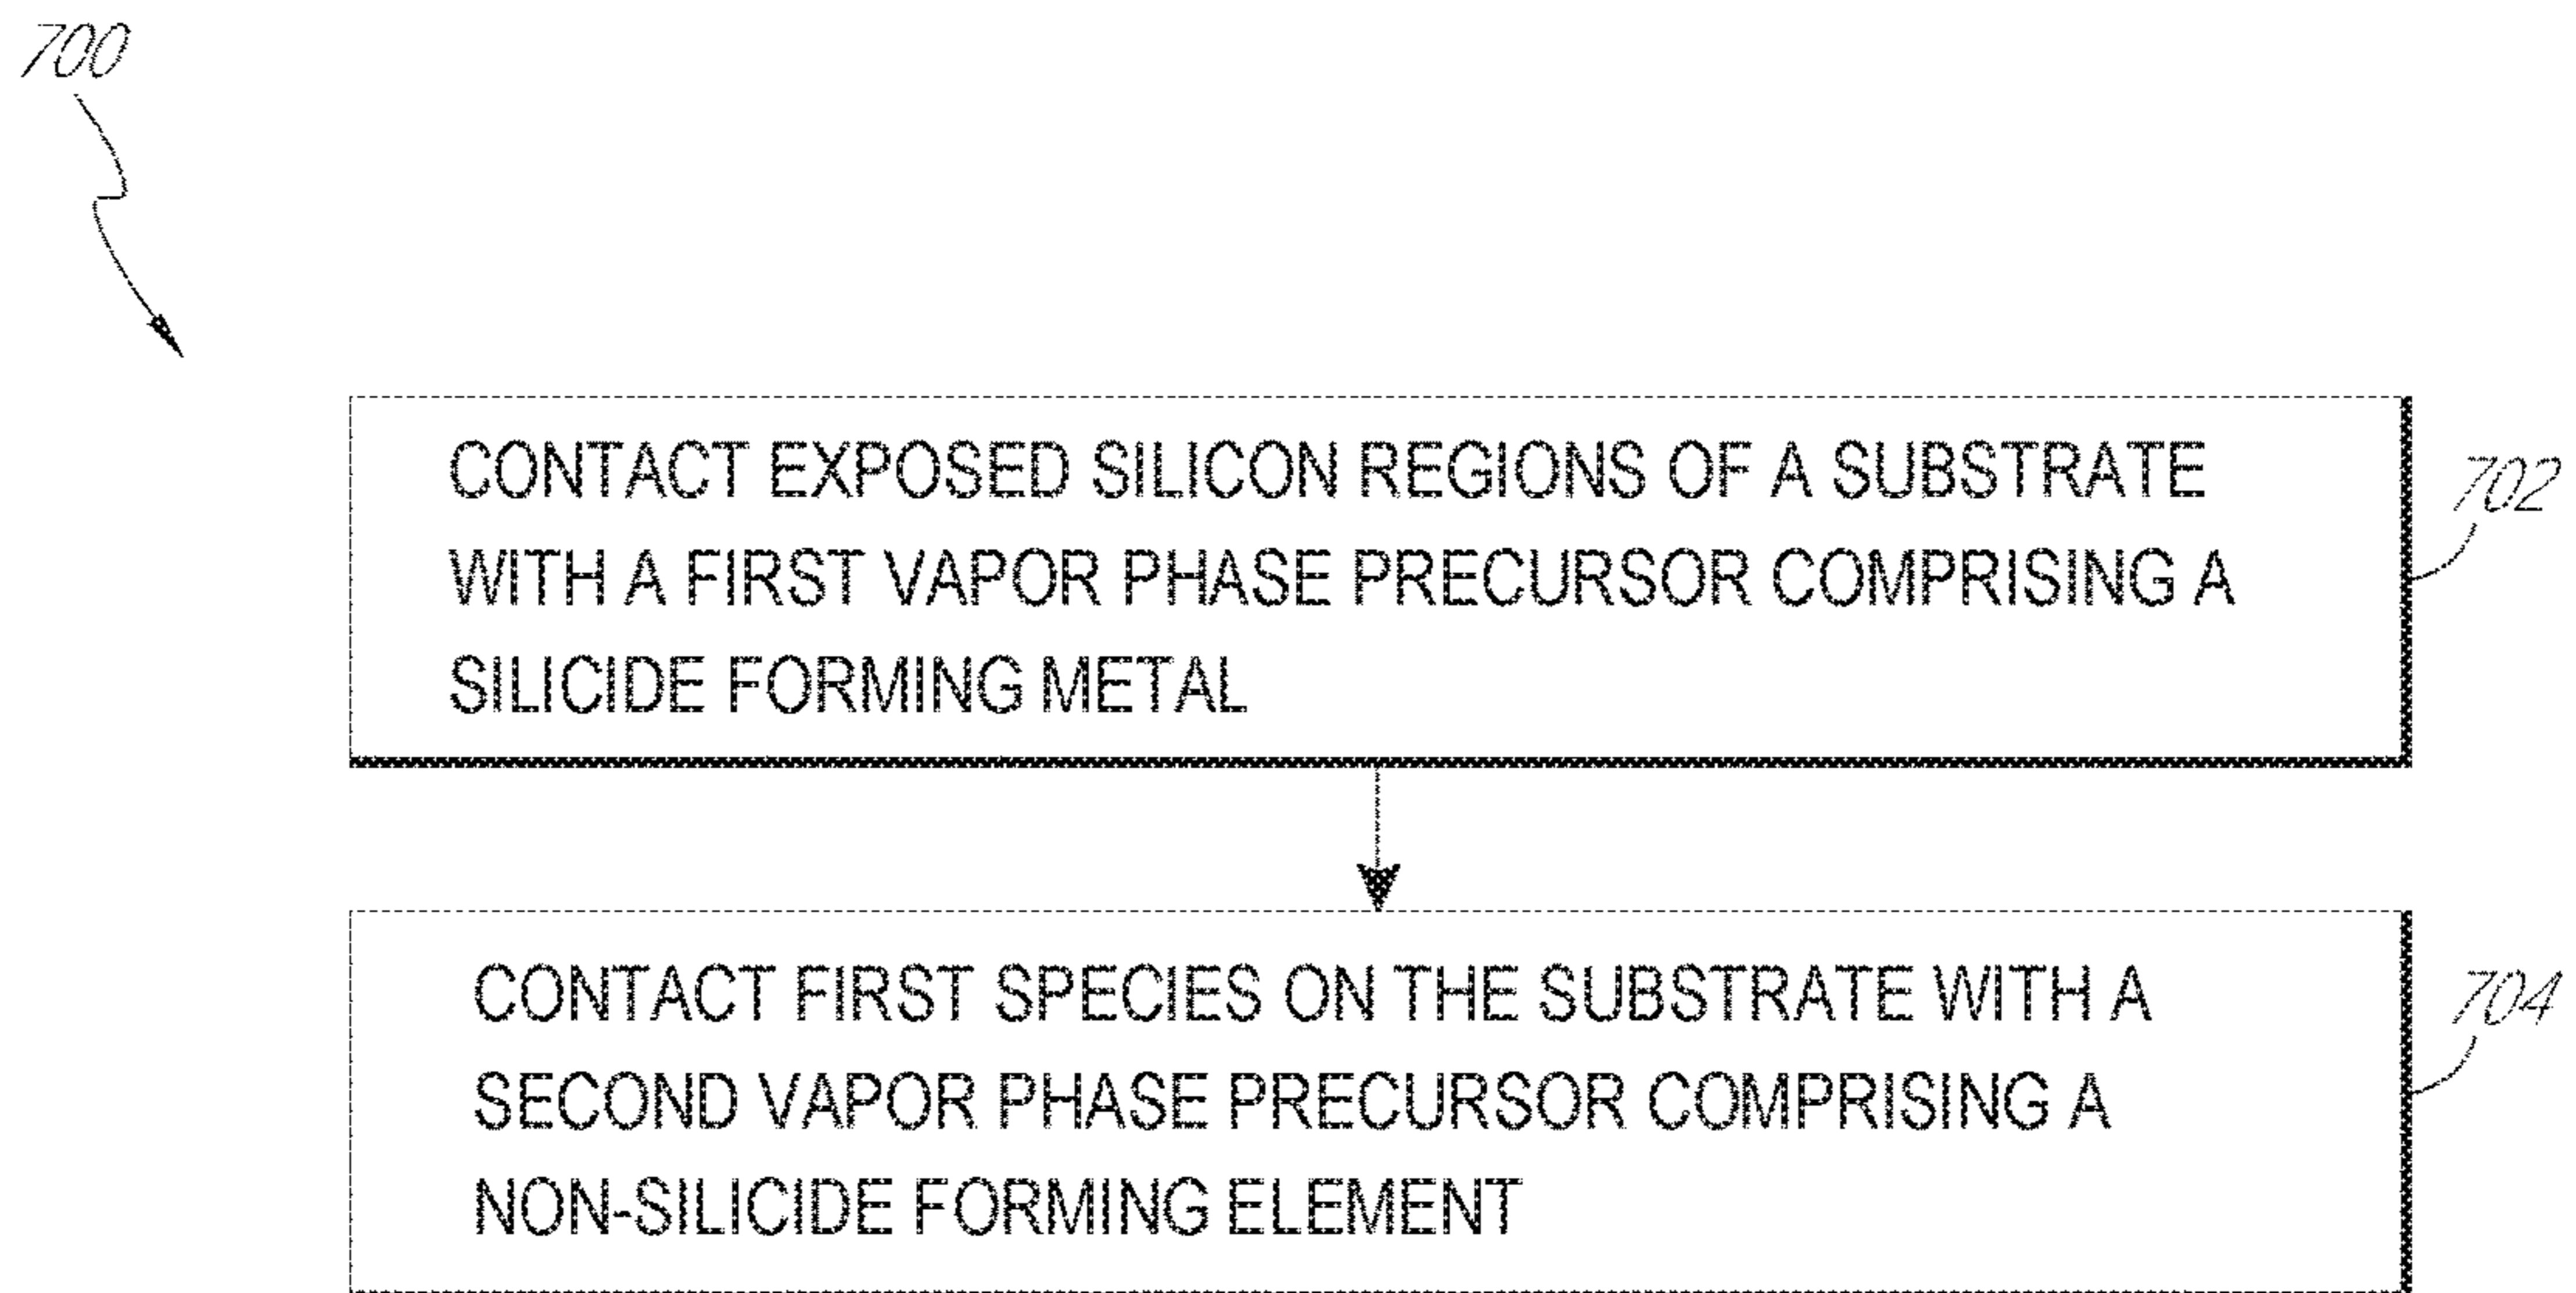 700
CONTACT EXPOSED SILICON REGIONS OF A SUBSTRATE
WITH A FIRST VAPOR PHASE PRECURSOR COMPRISING A
SILICIDE FORMING METAL
702
CONTACT FIRST SPECIES ON THE SUBSTRATE WITH A
SECOND VAPOR PHASE PRECURSOR COMPRISING A
NON-SILICIDE FORMING ELEMENT
704